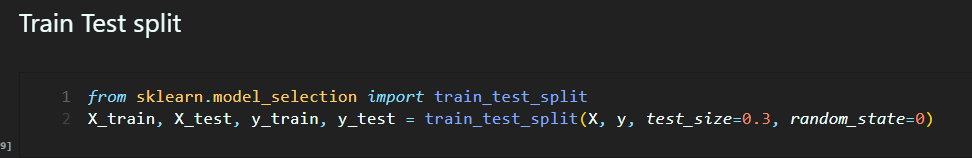 Train Test split
1 from sklearn.model_selection import train_test_split
2 X_train, X_test, y_train, y_test = train_test_split(X, y, test_size=0.3, random_state=0)
9]